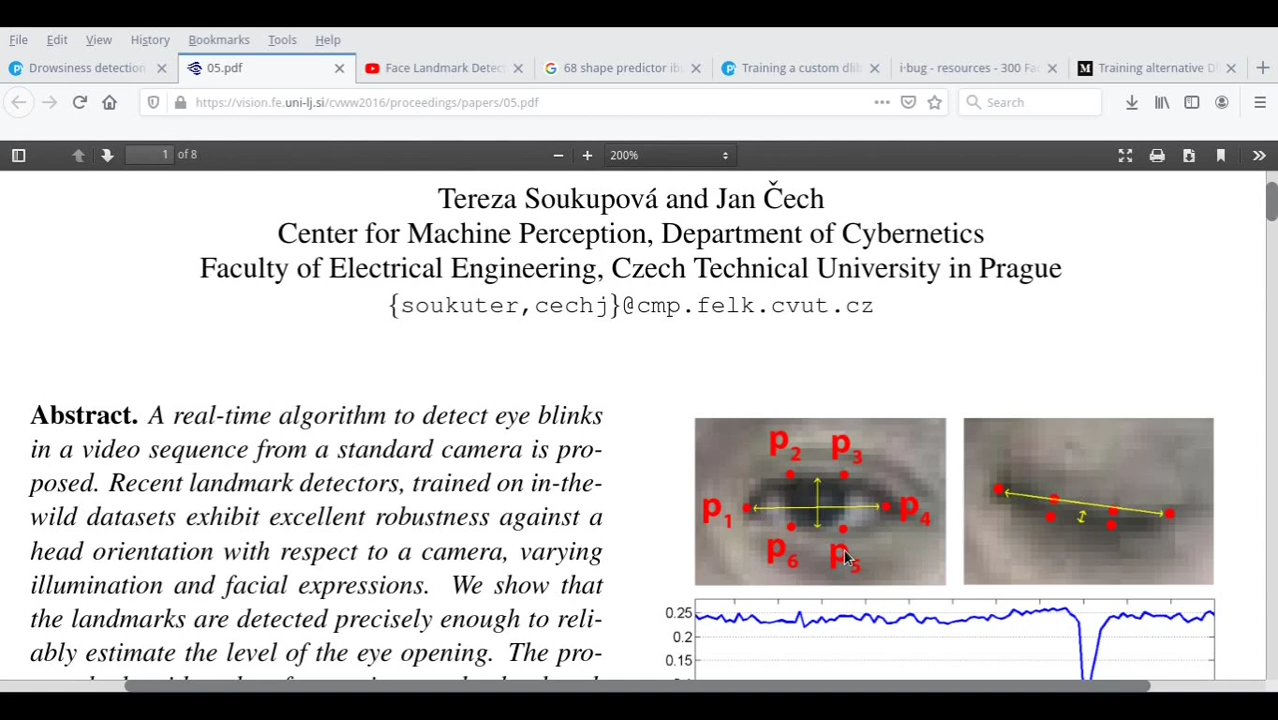 File Edit View History Bookmarks Tools Help
Drowsiness detection
05.pdf
Face Landmark Detec
68 shape predictor ib
Training a custom dlib
i·bug - resources - 300 Fa
M Training alternative D
https://vision.fe.uni-lj.si/cvww2016/proceedings/papers/05.pdf
Search
1 of 8
200%
Tereza Soukupová and Jan Čech
Center for Machine Perception, Department of Cybernetics
Faculty of Electrical Engineering, Czech Technical University in Prague
{soukuter,cechj}@cmp.felk.cvut.cz
Abstract. A real-time algorithm to detect eye blinks
in a video sequence from a standard camera is pro-
posed. Recent landmark detectors, trained on in-the-
wild datasets exhibit excellent robustness against a
head orientation with respect to a camera, varying
illumination and facial expressions. We show that
the landmarks are detected precisely enough to reli-
ably estimate the level of the eye opening. The pro-
p2 p3
p1 p4
p6 p5
0.25
0.2
0.15